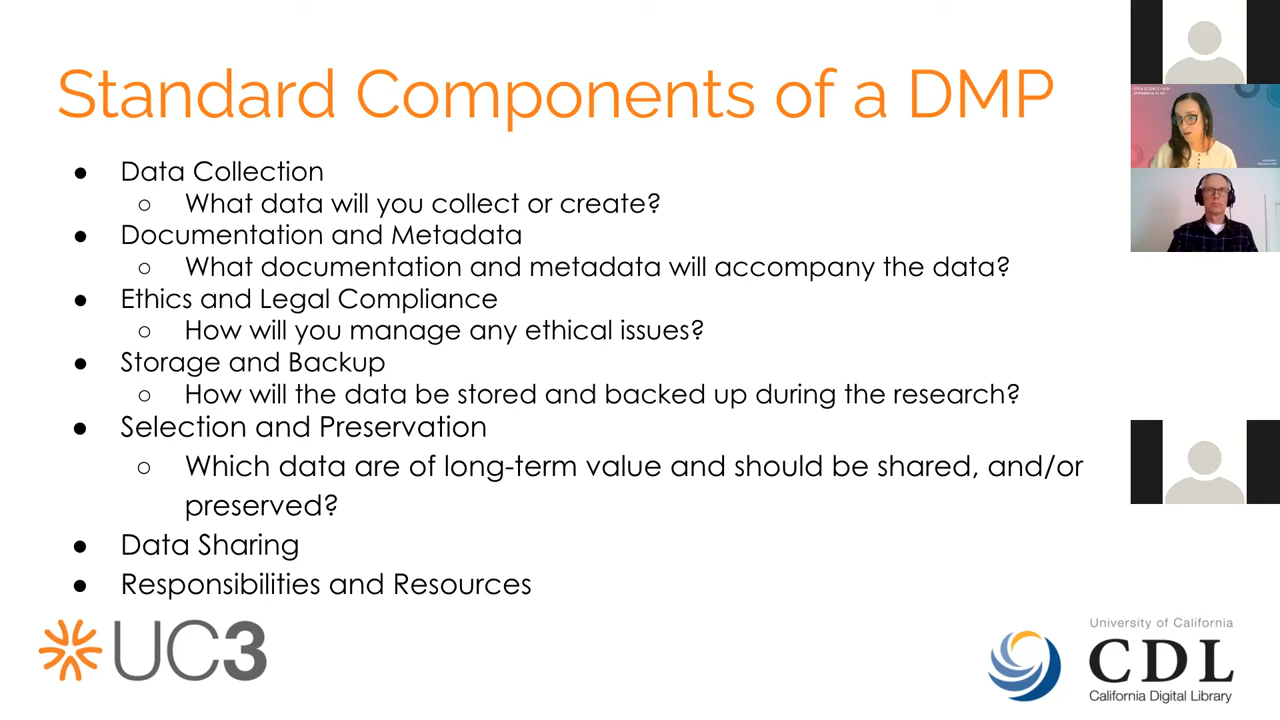 Standard Components of a DMP
● Data Collection
○ What data will you collect or create?
● Documentation and Metadata
○ What documentation and metadata will accompany the data?
● Ethics and Legal Compliance
○ How will you manage any ethical issues?
● Storage and Backup
○ How will the data be stored and backed up during the research?
● Selection and Preservation
○ Which data are of long-term value and should be shared, and/or
preserved?
● Data Sharing
● Responsibilities and Resources
UC3
University of California
CDL
California Digital Library
OPEN SCIENCE FAIR